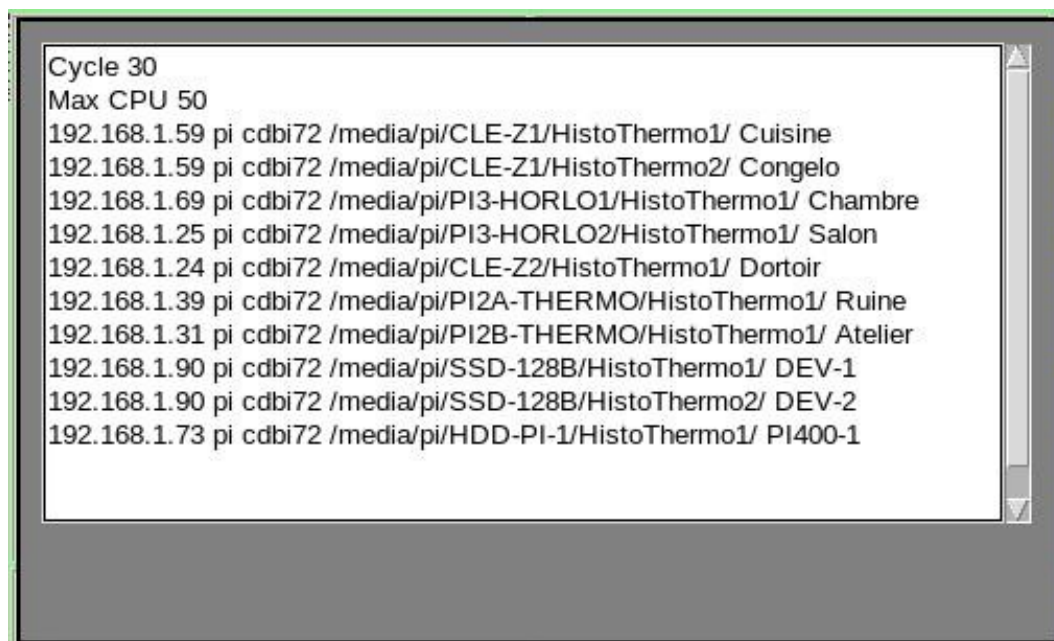 Cycle 30
Max CPU 50
192.168.1.59 pi cdbi72 /media/pi/CLE-Z1/HistoThermo1/ Cuisine
192.168.1.59 pi cdbi72 /media/pi/CLE-Z1/HistoThermo2/ Congelo
192.168.1.69 pi cdbi72 /media/pi/PI3-HORLO1/HistoThermo1/ Chambre
192.168.1.25 pi cdbi72 /media/pi/PI3-HORLO2/HistoThermo1/ Salon
192.168.1.24 pi cdbi72 /media/pi/CLE-Z2/HistoThermo1/ Dortoir
192.168.1.39 pi cdbi72 /media/pi/PI2A-THERMO/HistoThermo1/ Ruine
192.168.1.31 pi cdbi72 /media/pi/PI2B-THERMO/HistoThermo1/ Atelier
192.168.1.90 pi cdbi72 /media/pi/SSD-128B/HistoThermo1/ DEV-1
192.168.1.90 pi cdbi72 /media/pi/SSD-128B/HistoThermo2/ DEV-2
192.168.1.73 pi cdbi72 /media/pi/HDD-PI-1/HistoThermo1/ PI400-1